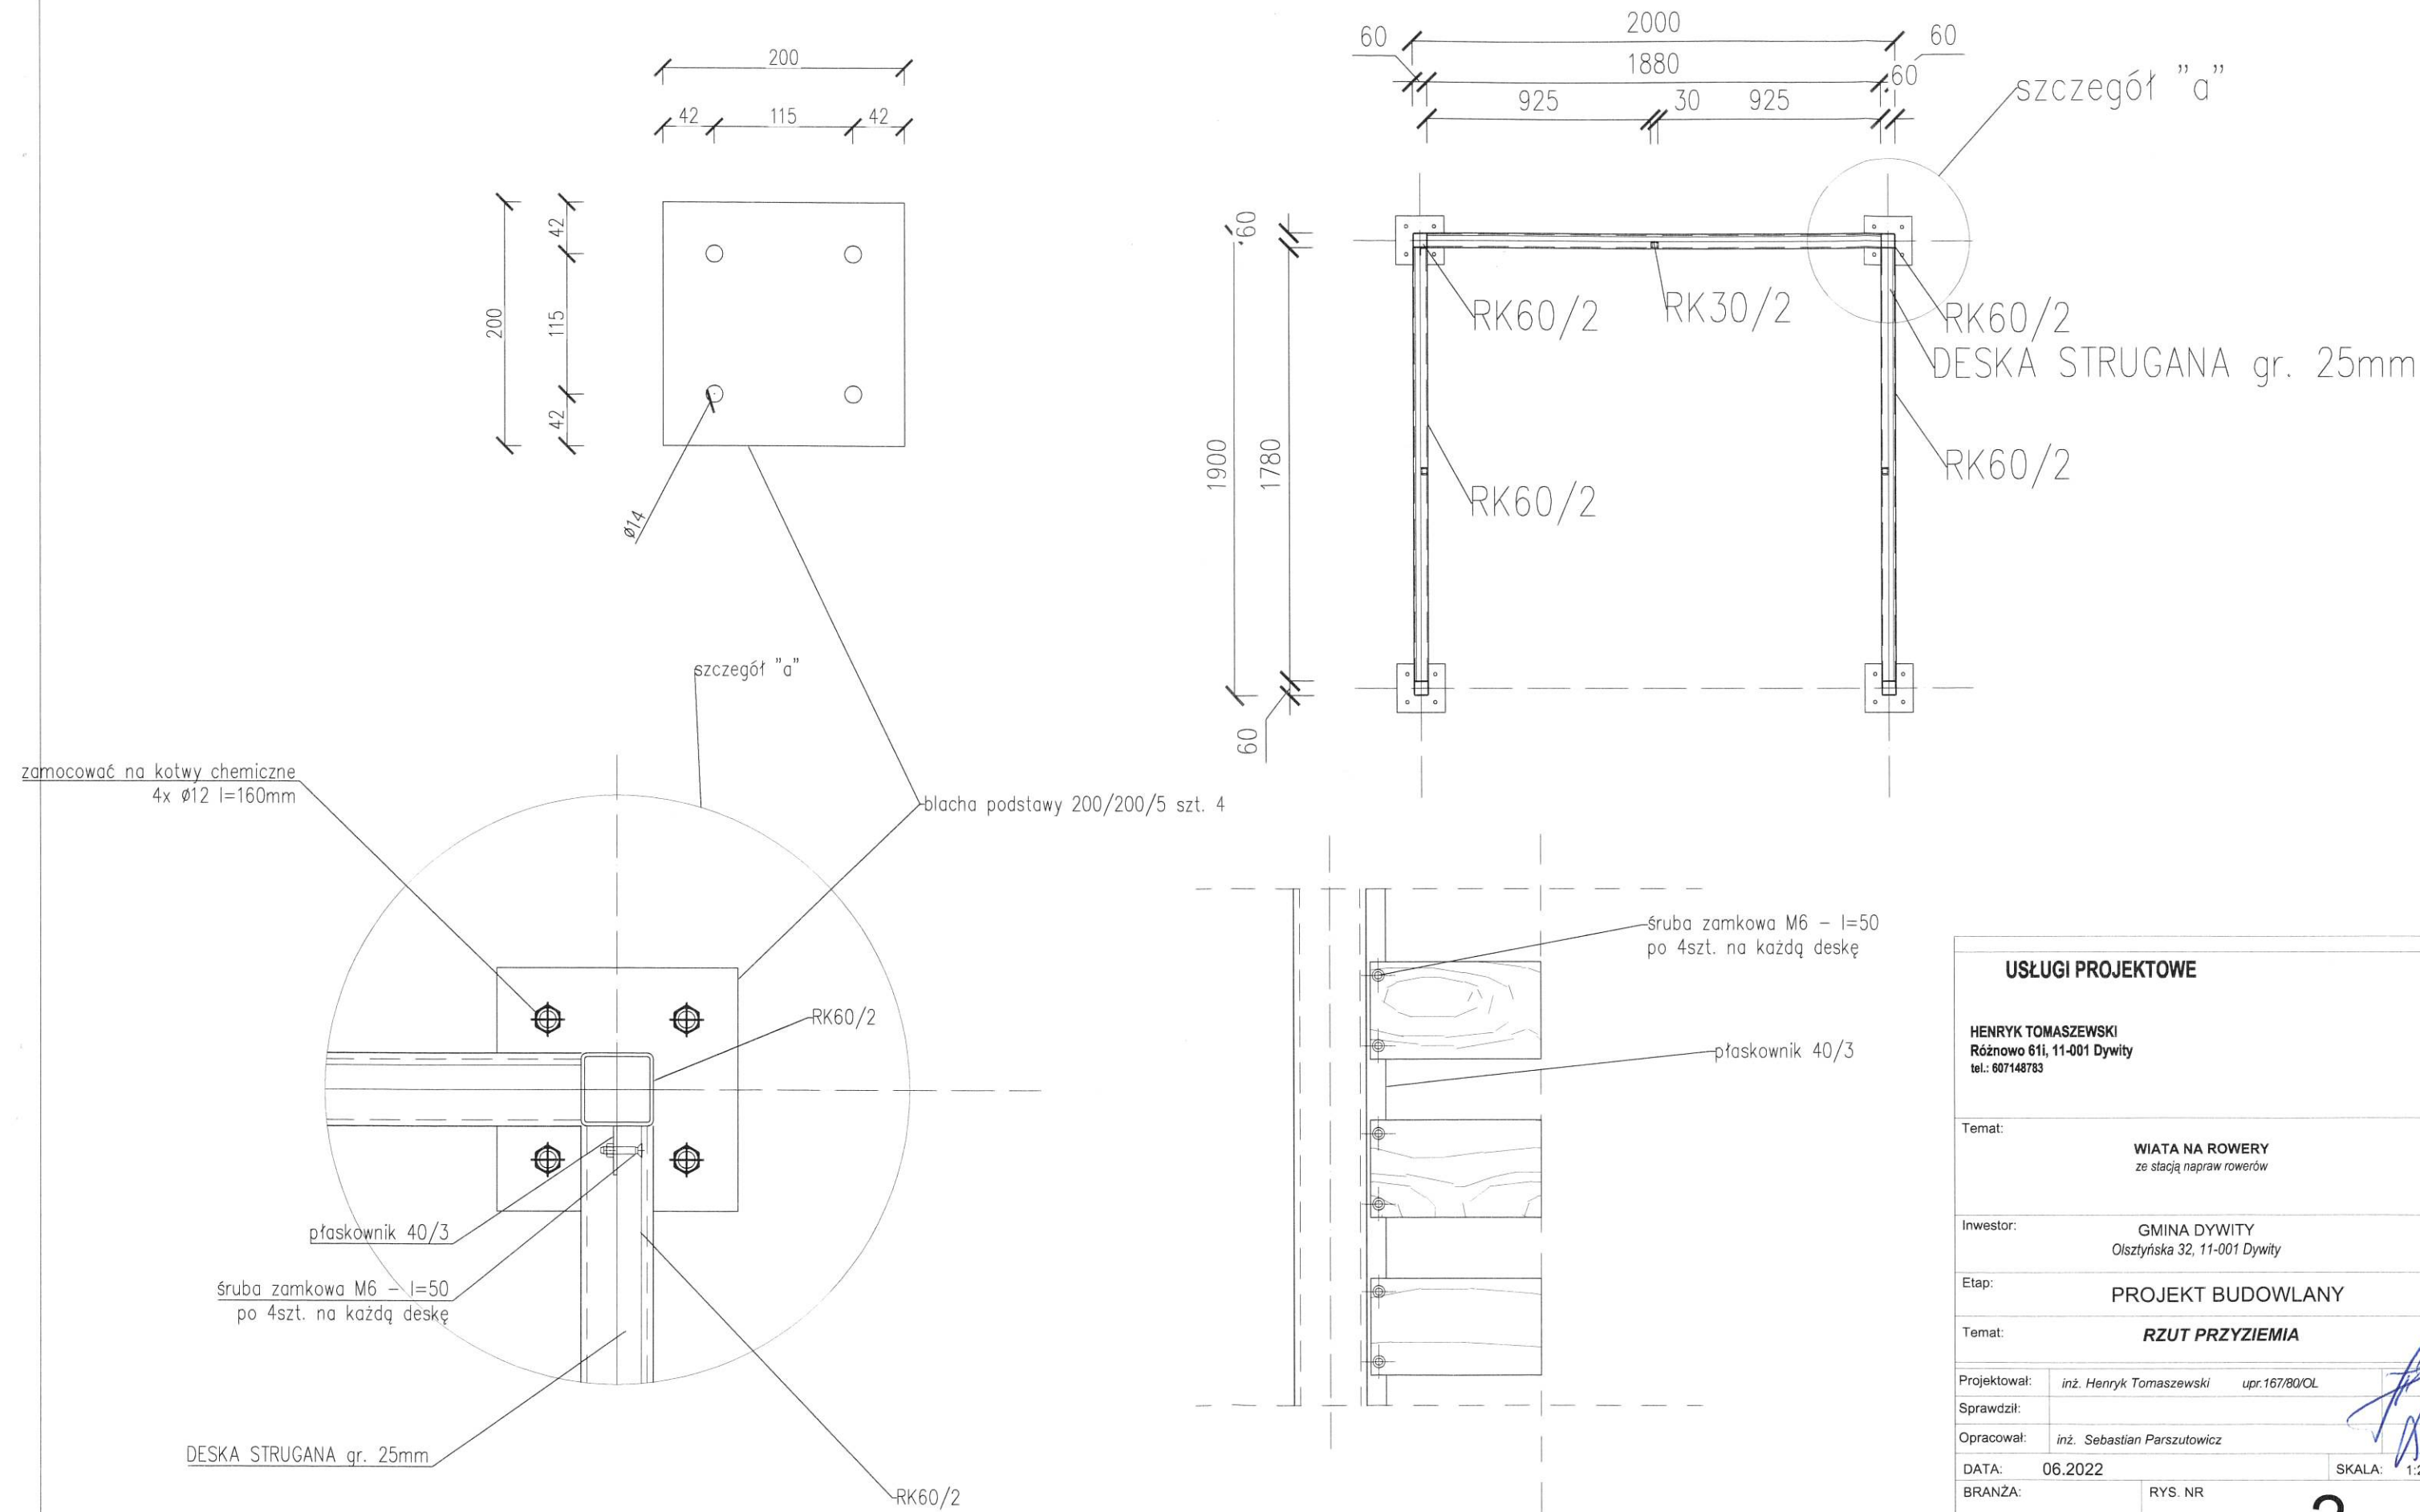 200
42 115 42
200
42
115
42
ø14
2000
60
60
1880
60
925 30 925
szczegół "a"
60
1900
1780
60
RK60/2
RK30/2
RK60/2
DESKA STRUGANA gr. 25mm
RK60/2
RK60/2
szczegół "a"
zamocować na kotwy chemiczne
4x ø12 l=160mm
blacha podstawy 200/200/5 szt. 4
RK60/2
płaskownik 40/3
śruba zamkowa M6 – l=50
po 4szt. na każdą deskę
DESKA STRUGANA gr. 25mm
RK60/2
śruba zamkowa M6 – l=50
po 4szt. na każdą deskę
płaskownik 40/3
USŁUGI PROJEKTOWE
HENRYK TOMASZEWSKI
Różnowo 61i, 11-001 Dywity
tel.: 607148783
Temat:
WIATA NA ROWERY
ze stacją napraw rowerów
Inwestor:
GMINA DYWITY
Olsztyńska 32, 11-001 Dywity
Etap:
PROJEKT BUDOWLANY
Temat:
RZUT PRZYZIEMIA
Projektował: inż. Henryk Tomaszewski upr.167/80/OL
Sprawdził:
Opracował: inż. Sebastian Parszutowicz
DATA: 06.2022 SKALA:
BRANŻA: RYS. NR